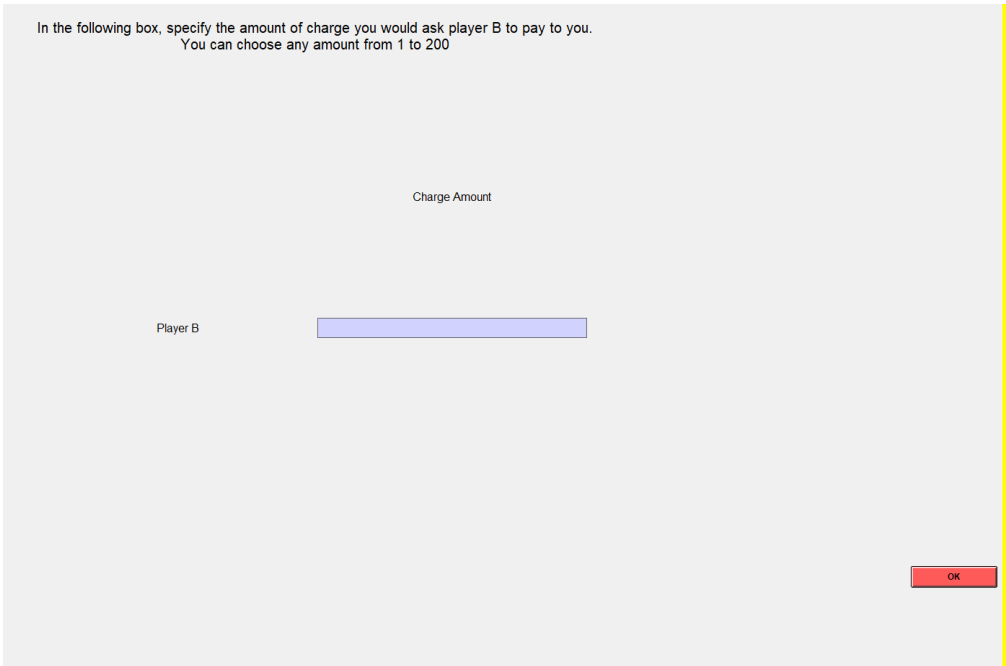 In the following box, specify the amount of charge you would ask player B to pay to you.
You can choose any amount from 1 to 200
Charge Amount
Player B
OK